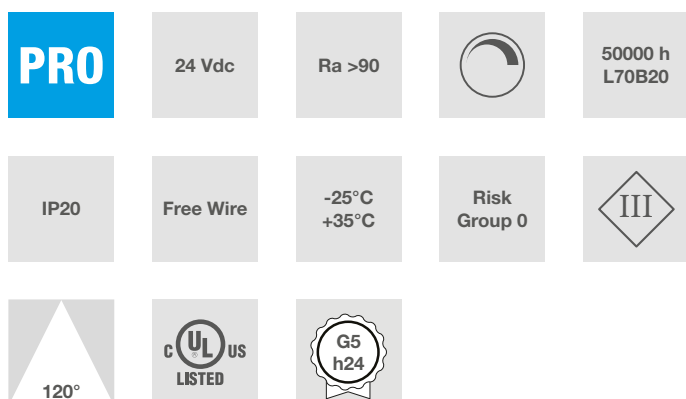 PRO
24 Vdc
Ra >90
50000 h
L70B20
IP20
Free Wire
-25°C
+35°C
Risk
Group 0
III
120°
C UL US
®
LISTED
G5
h24